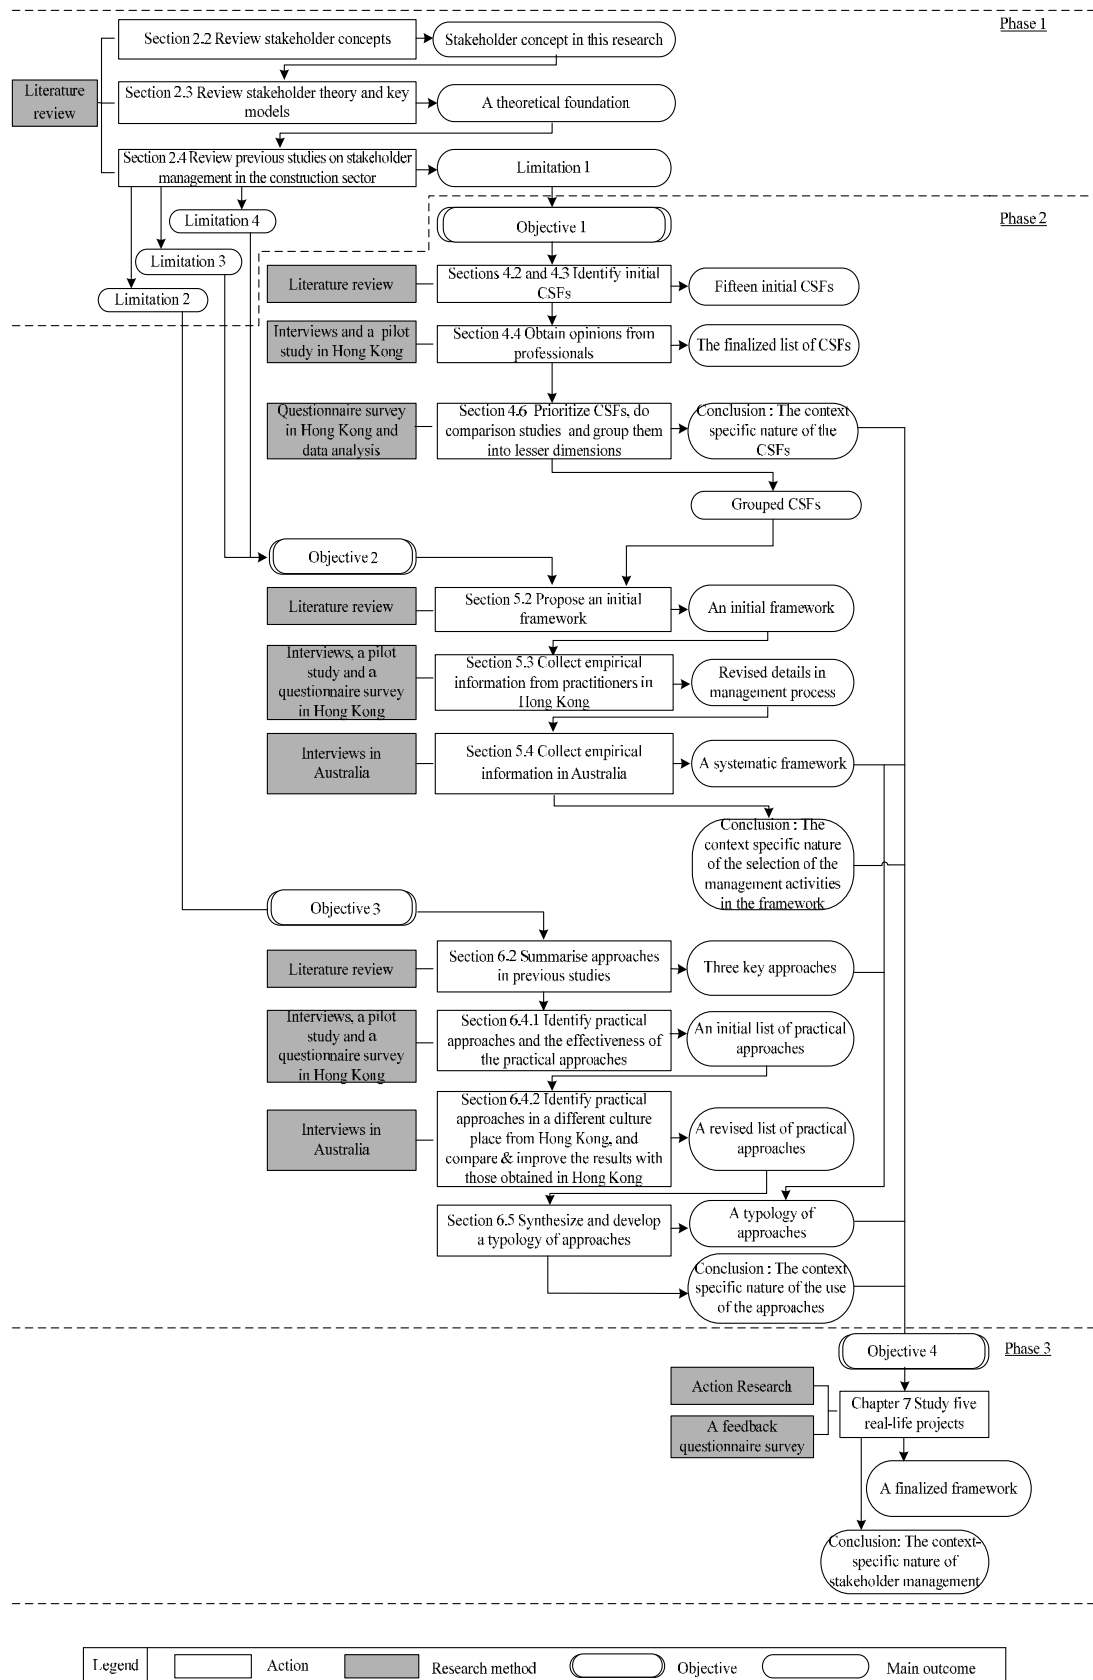 Phase 1
Section 2.2 Review stakeholder concepts
Stakeholder concept in this research
Literature
review
Section 2.3 Review stakeholder theory and key
models
A theoretical foundation
Section 2.4 Review previous studies on stakeholder
management in the construction sector
Limitation 1
Limitation 4
Limitation 3
Limitation 2
Phase 2
Objective 1
Literature review
Sections 4.2 and 4.3 Identify initial
CSFs
Fifteen initial CSFs
Interviews and a pilot
study in Hong Kong
Section 4.4 Obtain opinions from
professionals
The finalized list of CSFs
Questionnaire survey
in Hong Kong and
data analysis
Section 4.6 Prioritize CSFs, do
comparison studies and group them
into lesser dimensions
Conclusion : The context
specific nature of the
CSFs
Grouped CSFs
Objective 2
Literature review
Section 5.2 Propose an initial
framework
An initial framework
Interviews, a pilot
study and a
questionnaire survey
in Hong Kong
Section 5.3 Collect empirical
information from practitioners in
Hong Kong
Revised details in
management process
Interviews in
Australia
Section 5.4 Collect empirical
information in Australia
A systematic framework
Conclusion : The
context specific nature
of the selection of the
management activities
in the framework
Objective 3
Literature review
Section 6.2 Summarise approaches
in previous studies
Three key approaches
Interviews, a pilot
study and a
questionnaire survey
in Hong Kong
Section 6.4.1 Identify practical
approaches and the effectiveness of
the practical approaches
An initial list of practical
approaches
Interviews in
Australia
Section 6.4.2 Identify practical
approaches in a different culture
place from Hong Kong, and
compare & improve the results with
those obtained in Hong Kong
A revised list of practical
approaches
Section 6.5 Synthesize and develop
a typology of approaches
A typology of
approaches
Conclusion : The context
specific nature of the use
of the approaches
Phase 3
Objective 4
Action Research
A feedback
questionnaire survey
Chapter 7 Study five
real-life projects
A finalized framework
Conclusion: The context-
specific nature of
stakeholder management
Legend
Action
Research method
Objective
Main outcome